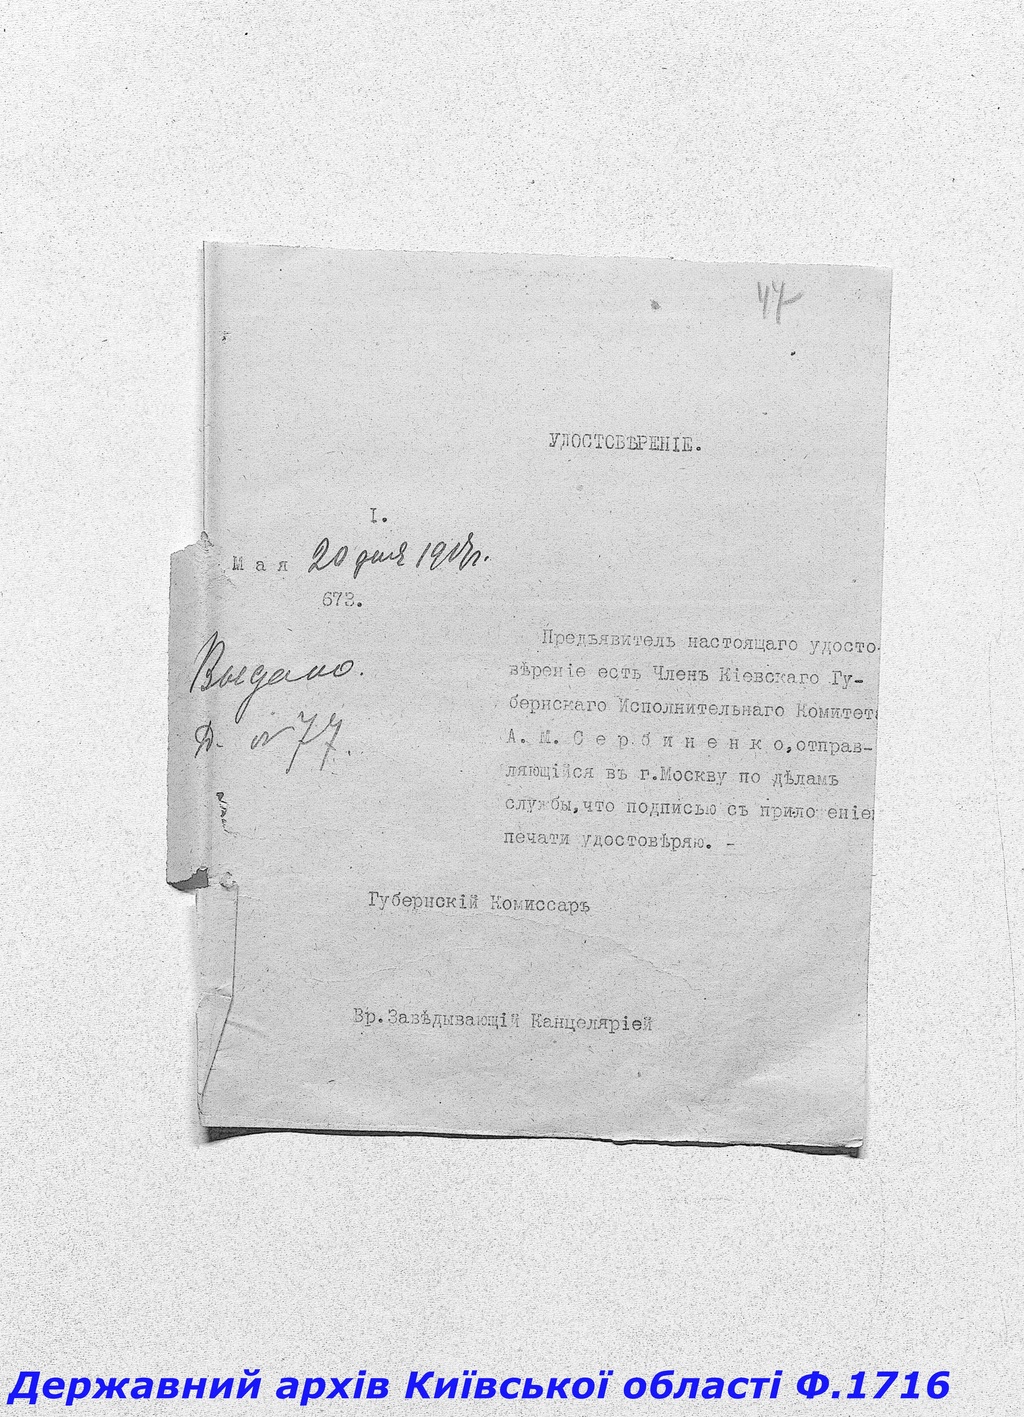 44
УДОСТОВѢРЕНІЕ.
I.
Мая 20 дня 1917г.
673.
Выдано.
Д. № 77.
Предъявитель настоящаго удосто-
вѣреніе есть Членъ Кіевскаго Гу-
бернскаго Исполнительнаго Комитета
А. М. Сербиненко, отправ-
ляющійся въ г.Москву по дѣламъ
службы,что подписью съ прило еніем
печати удостовѣряю. -
Губернскій Комиссаръ
Вр.Завѣдывающій Канцеляріей
Державний архів Київської області Ф.1716